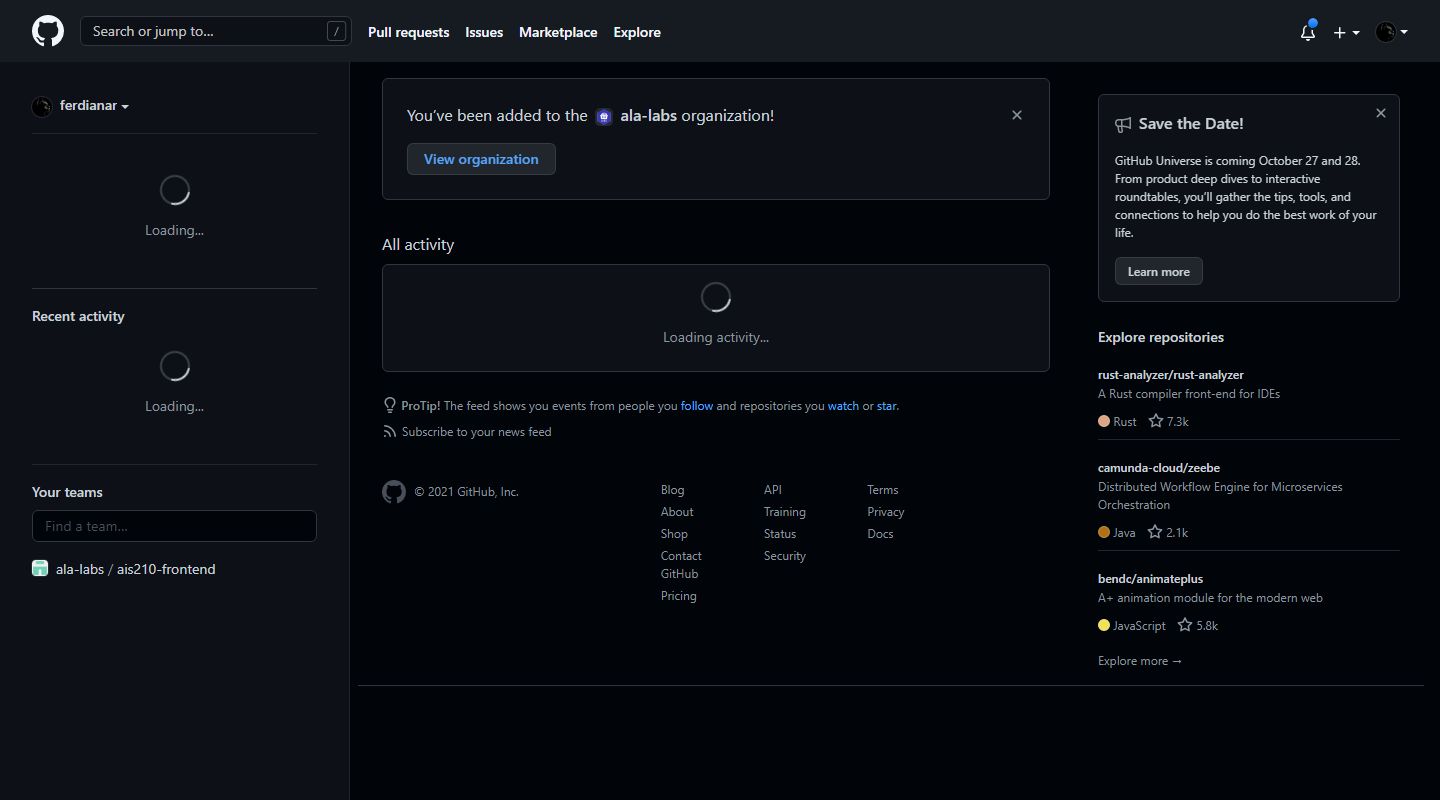 Search or jump to... /
Pull requests
Issues
Marketplace
Explore
ferdianar
Loading...
Recent activity
Loading...
Your teams
Find a team...
ala-labs / ais210-frontend
You’ve been added to the ala-labs organization!
View organization
All activity
Loading activity...
ProTip! The feed shows you events from people you follow and repositories you watch or star.
Subscribe to your news feed
© 2021 GitHub, Inc.
Blog
About
Shop
Contact
GitHub
Pricing
API
Training
Status
Security
Terms
Privacy
Docs
Save the Date!
GitHub Universe is coming October 27 and 28.
From product deep dives to interactive
roundtables, you’ll gather the tips, tools, and
connections to help you do the best work of your
life.
Learn more
Explore repositories
rust-analyzer/rust-analyzer
A Rust compiler front-end for IDEs
Rust 7.3k
camunda-cloud/zeebe
Distributed Workflow Engine for Microservices
Orchestration
Java 2.1k
bendc/animateplus
A+ animation module for the modern web
JavaScript 5.8k
Explore more →